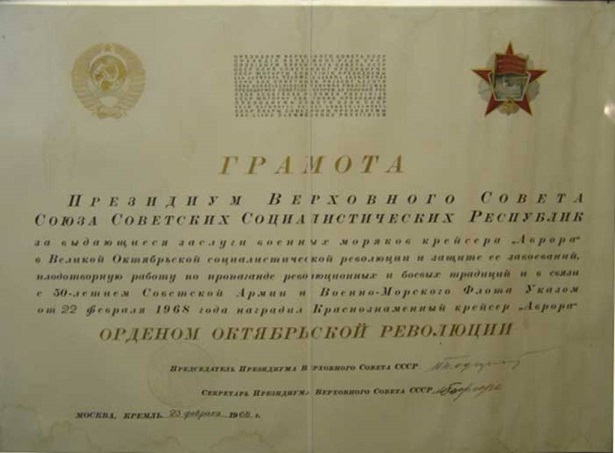 ГРАМОТА
ПРЕЗИДИУМ ВЕРХОВНОГО СОВЕТА
СОЮЗА СОВЕТСКИХ СОЦИАЛИСТИЧЕСКИХ РЕСПУБЛИК
за выдающиеся заслуги военных моряков крейсера „Аврора“
в Великой Октябрьской социалистической революции и защите ее завоеваний,
плодотворную работу по пропаганде революционных и боевых традиций и в связи
с 50-летием Советской Армии и Военно-Морского Флота Указом
от 22 февраля 1968 года наградил Краснознаменный крейсер „Аврора“
ОРДЕНОМ ОКТЯБРЬСКОЙ РЕВОЛЮЦИИ
ПРЕДСЕДАТЕЛЬ ПРЕЗИДИУМА ВЕРХОВНОГО СОВЕТА СССР
СЕКРЕТАРЬ ПРЕЗИДИУМА ВЕРХОВНОГО СОВЕТА СССР
МОСКВА, КРЕМЛЬ. 23 февраля 1968 г.